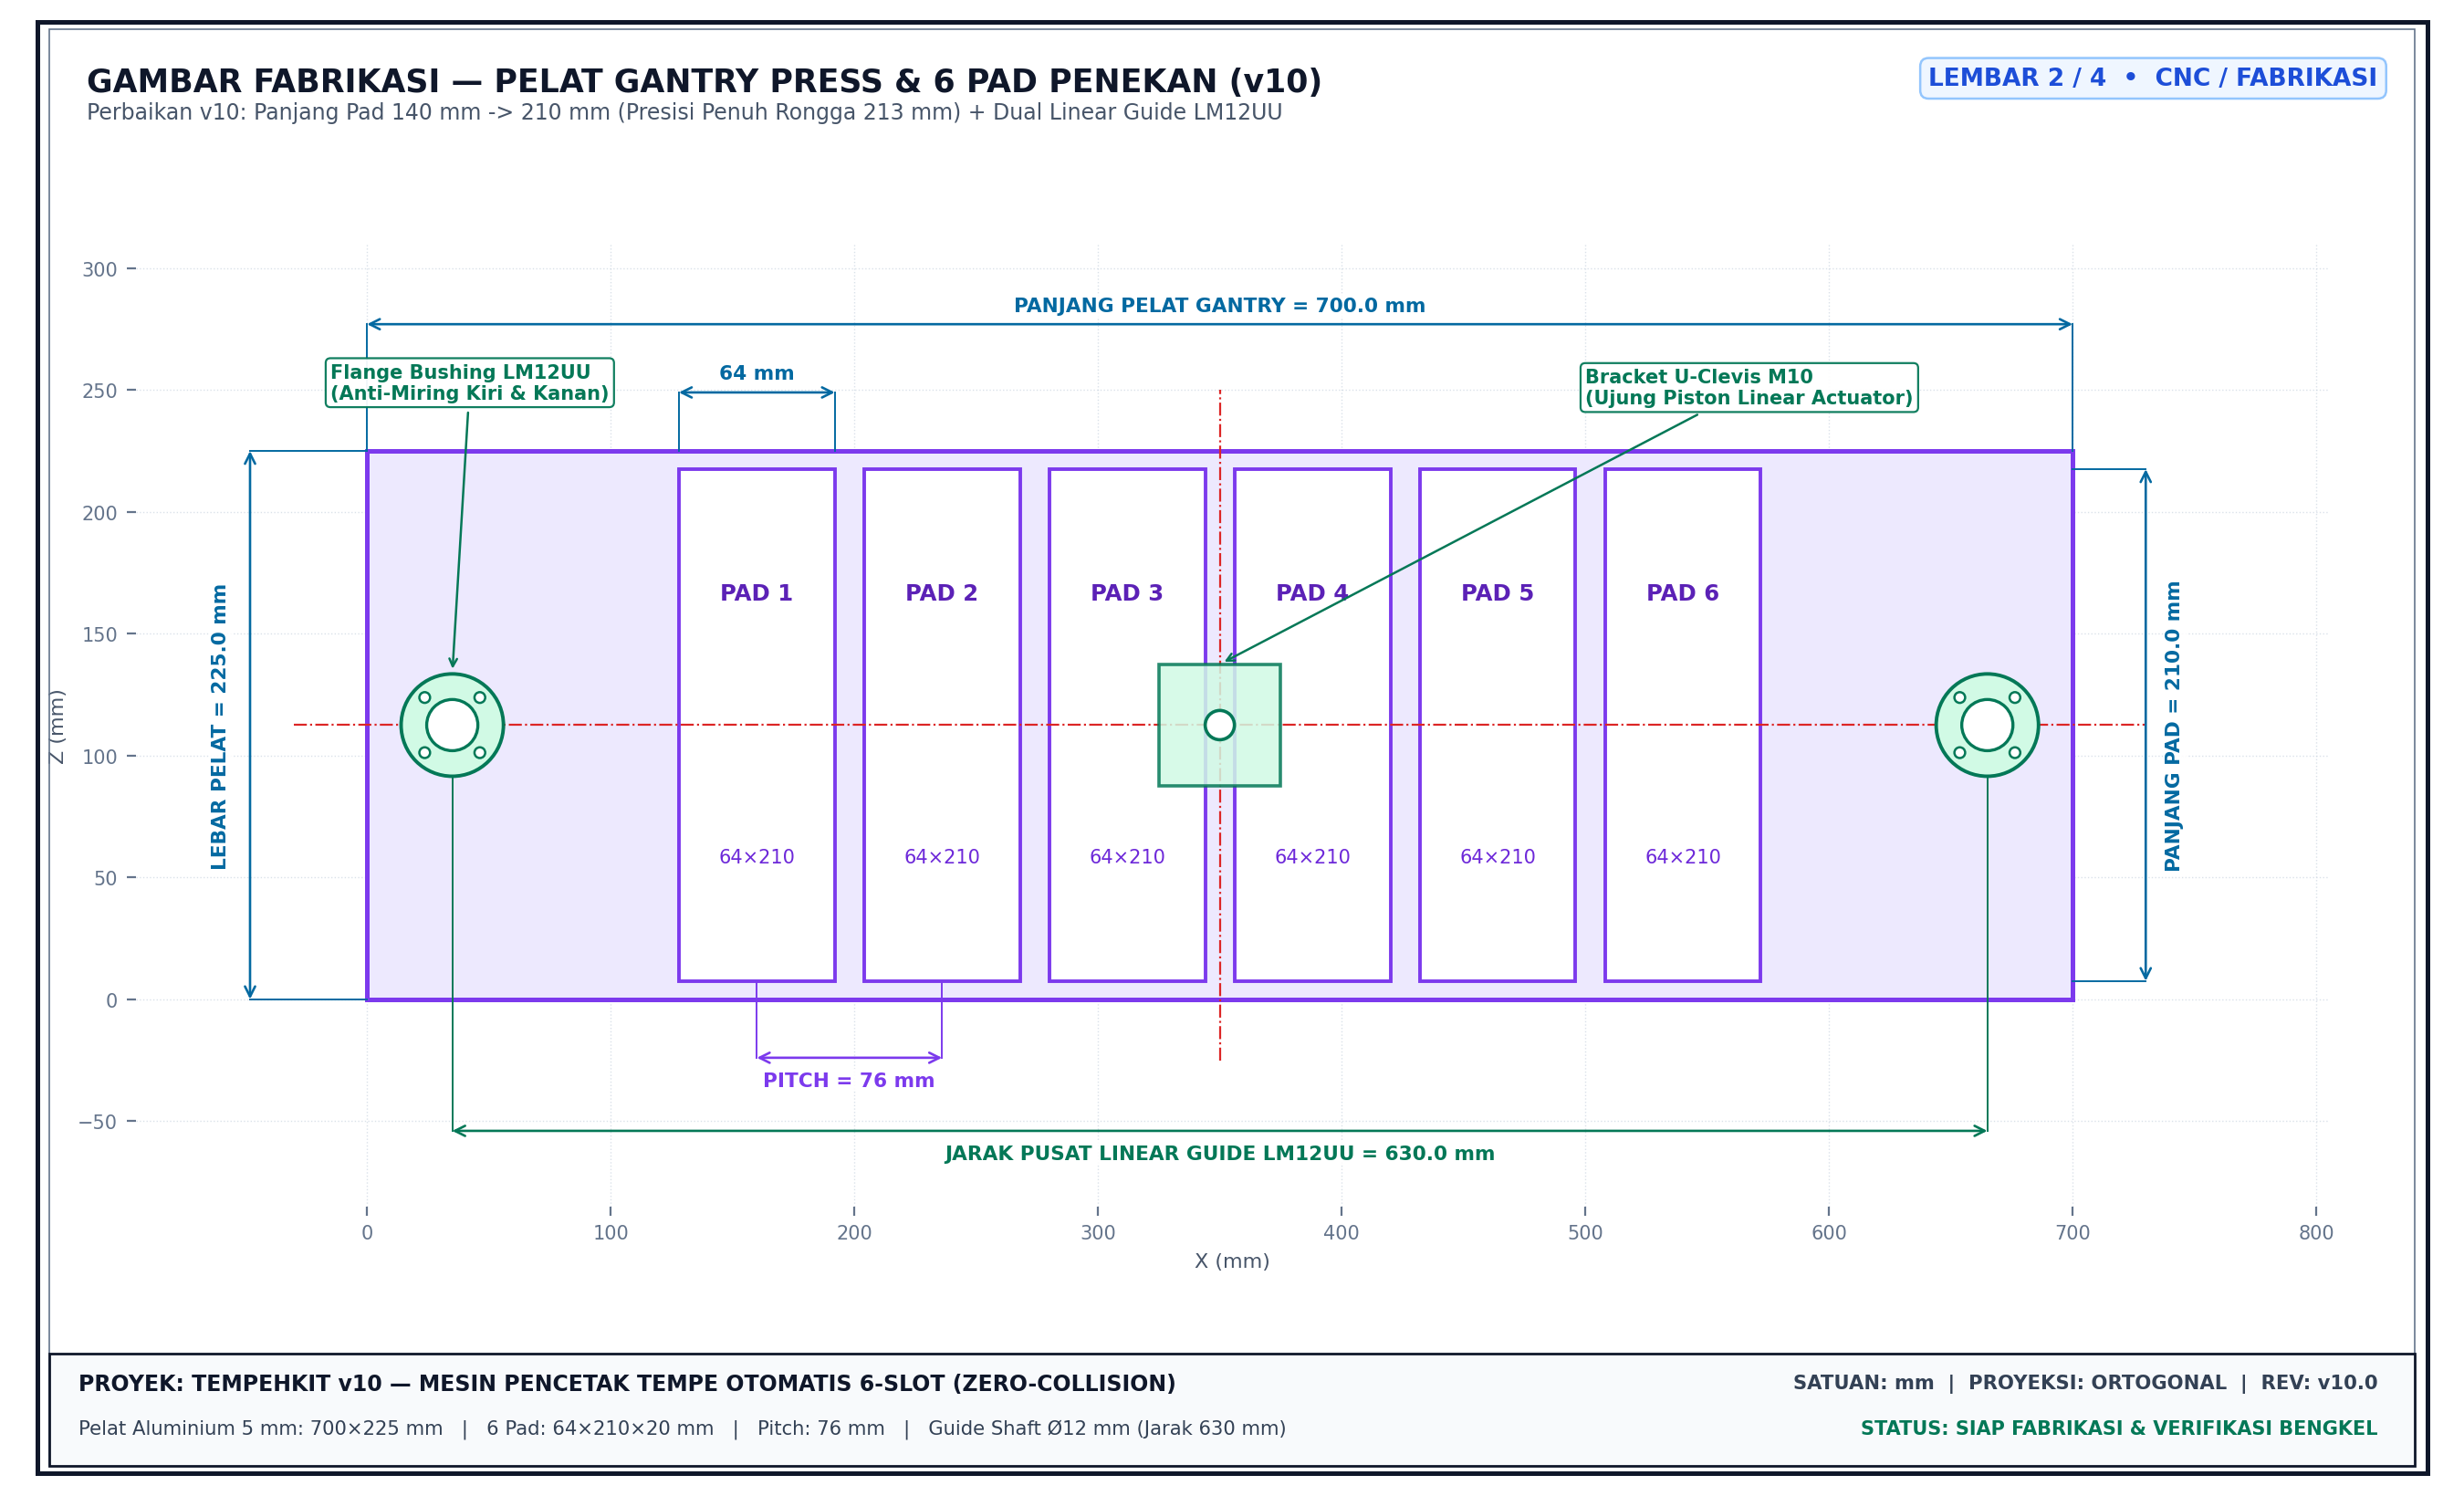 GAMBAR FABRIKASI — PELAT GANTRY PRESS & 6 PAD PENEKAN (v10)
LEMBAR 2 / 4 • CNC / FABRIKASI
Perbaikan v10: Panjang Pad 140 mm -> 210 mm (Presisi Penuh Rongga 213 mm) + Dual Linear Guide LM12UU
300
PANJANG PELAT GANTRY = 700.0 mm
Flange Bushing LM12UU
(Anti-Miring Kiri & Kanan)
64 mm
Bracket U-Clevis M10
(Ujung Piston Linear Actuator)
250
200
150
100
50
0
−50
Z (mm)
LEBAR PELAT = 225.0 mm
PAD 1
PAD 2
PAD 3
PAD 4
PAD 5
PAD 6
64×210
64×210
64×210
64×210
64×210
64×210
PANJANG PAD = 210.0 mm
PITCH = 76 mm
JARAK PUSAT LINEAR GUIDE LM12UU = 630.0 mm
0 100 200 300 400 500 600 700 800
X (mm)
PROYEK: TEMPEHKIT v10 — MESIN PENCETAK TEMPE OTOMATIS 6-SLOT (ZERO-COLLISION)
SATUAN: mm | PROYEKSI: ORTOGONAL | REV: v10.0
Pelat Aluminium 5 mm: 700×225 mm | 6 Pad: 64×210×20 mm | Pitch: 76 mm | Guide Shaft Ø12 mm (Jarak 630 mm)
STATUS: SIAP FABRIKASI & VERIFIKASI BENGKEL